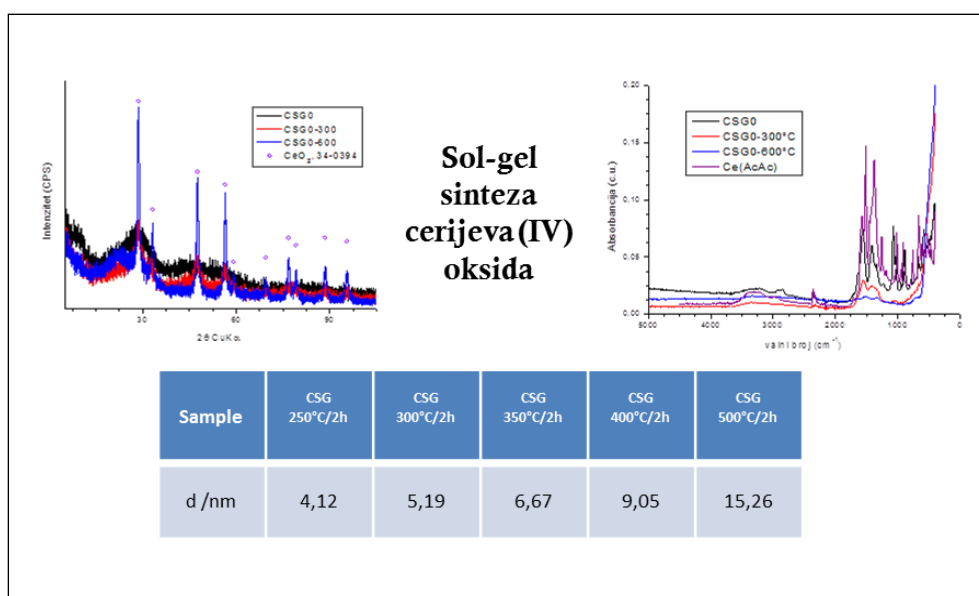 Intenzitet (CPS)
CSG0
CSG0-300
CSG0-600
CeO2, 34-0394
30
60
90
2θ CuKα
Sol-gel
sinteza
cerijeva (IV)
oksida
Absorbancija (c.u.)
0.20
0.15
0.10
0.05
0.00
CSG0
CSG0-300°C
CSG0-600°C
Ce(AcAc)
5000
4000
3000
2000
1000
0
valni broj (cm-1)
Sample
CSG
250°C/2h
CSG
300°C/2h
CSG
350°C/2h
CSG
400°C/2h
CSG
500°C/2h
d /nm
4,12
5,19
6,67
9,05
15,26